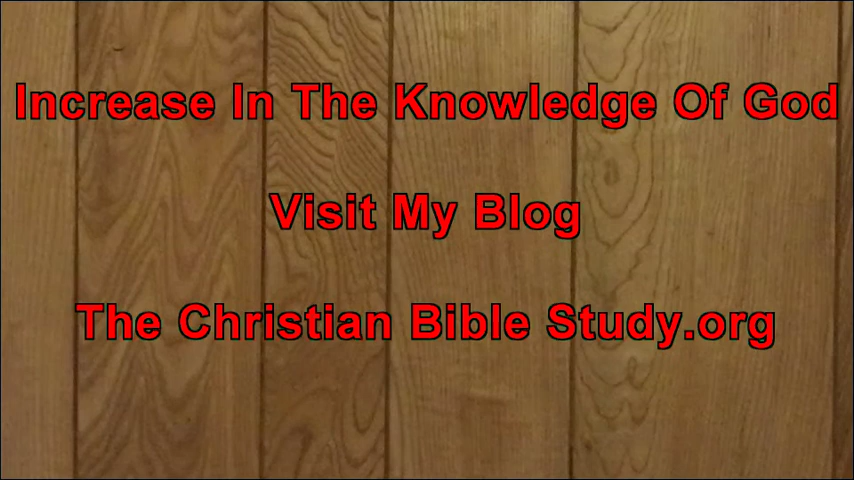 Increase In The Knowledge Of God
Visit My Blog
The Christian Bible Study.org